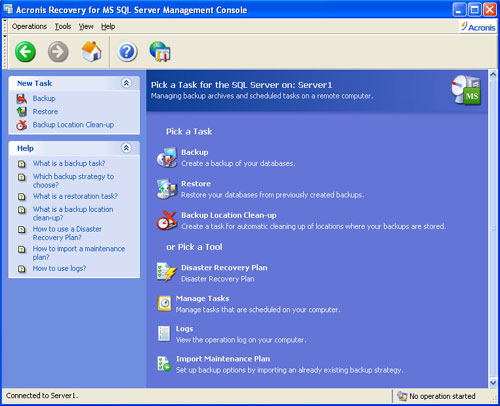 Acronis Recovery for MS SQL Server Management Console
Operations Tools View Help
Acronis
New Task
Backup
Restore
Backup Location Clean-up
Help
What is a backup task?
Which backup strategy to
choose?
What is a restoration task?
What is a backup location
clean-up?
How to use a Disaster
Recovery Plan?
How to import a maintenance
plan?
How to use logs?
Pick a Task for the SQL Server on: Server1
Managing backup archives and scheduled tasks on a remote computer.
MS
Pick a Task
Backup
Create a backup of your databases.
Restore
Restore your databases from previously created backups.
Backup Location Clean-up
Create a task for automatic cleaning up of locations where your backups are stored.
or Pick a Tool
Disaster Recovery Plan
Disaster Recovery Plan
Manage Tasks
Manage tasks that are scheduled on your computer.
Logs
View the operation log on your computer.
Import Maintenance Plan
Set up backup options by importing an already existing backup strategy.
Connected to Server1.
No operation started